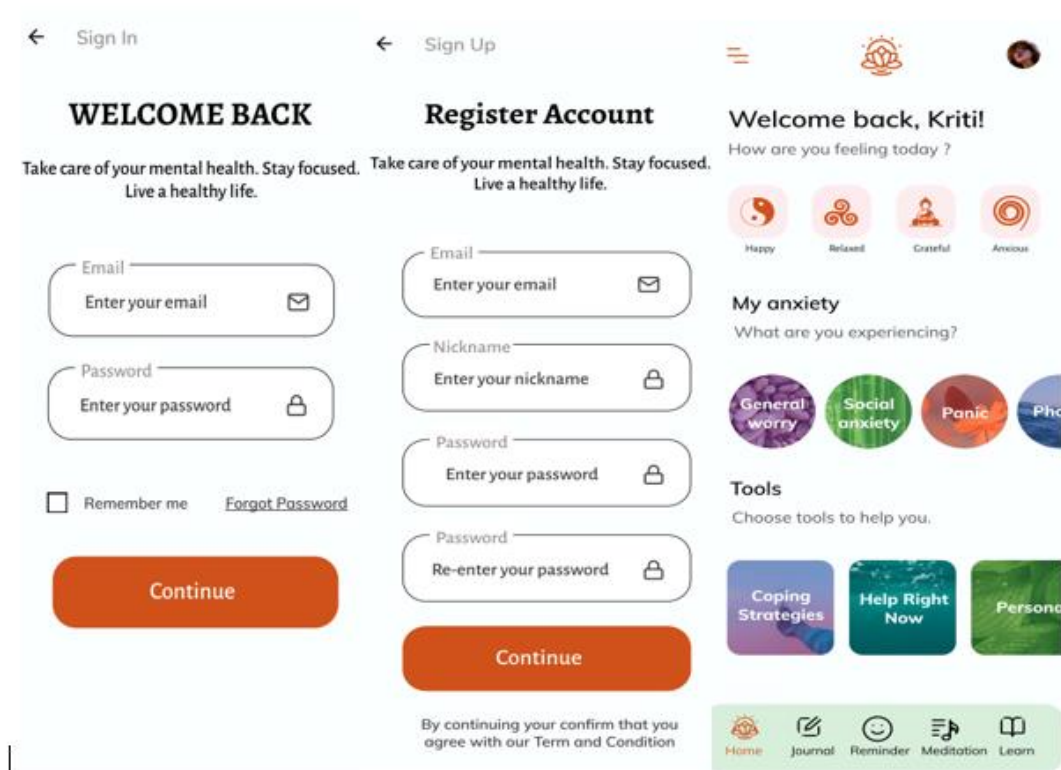 Sign In
WELCOME BACK
Take care of your mental health. Stay focused.
Live a healthy life.
Email
Enter your email
Password
Enter your password
Remember me
Forgot Password
Continue
Sign Up
Register Account
Take care of your mental health. Stay focused.
Live a healthy life.
Email
Enter your email
Nickname
Enter your nickname
Password
Enter your password
Password
Re-enter your password
Continue
By continuing your confirm that you
agree with our Term and Condition
Welcome back, Kriti!
How are you feeling today ?
Happy
Relaxed
Grateful
Anxious
My anxiety
What are you experiencing?
General
worry
Social
anxiety
Panic
Pho
Tools
Choose tools to help you.
Coping
Strategies
Help Right
Now
Persona
Home
Journal
Reminder
Meditation
Learn